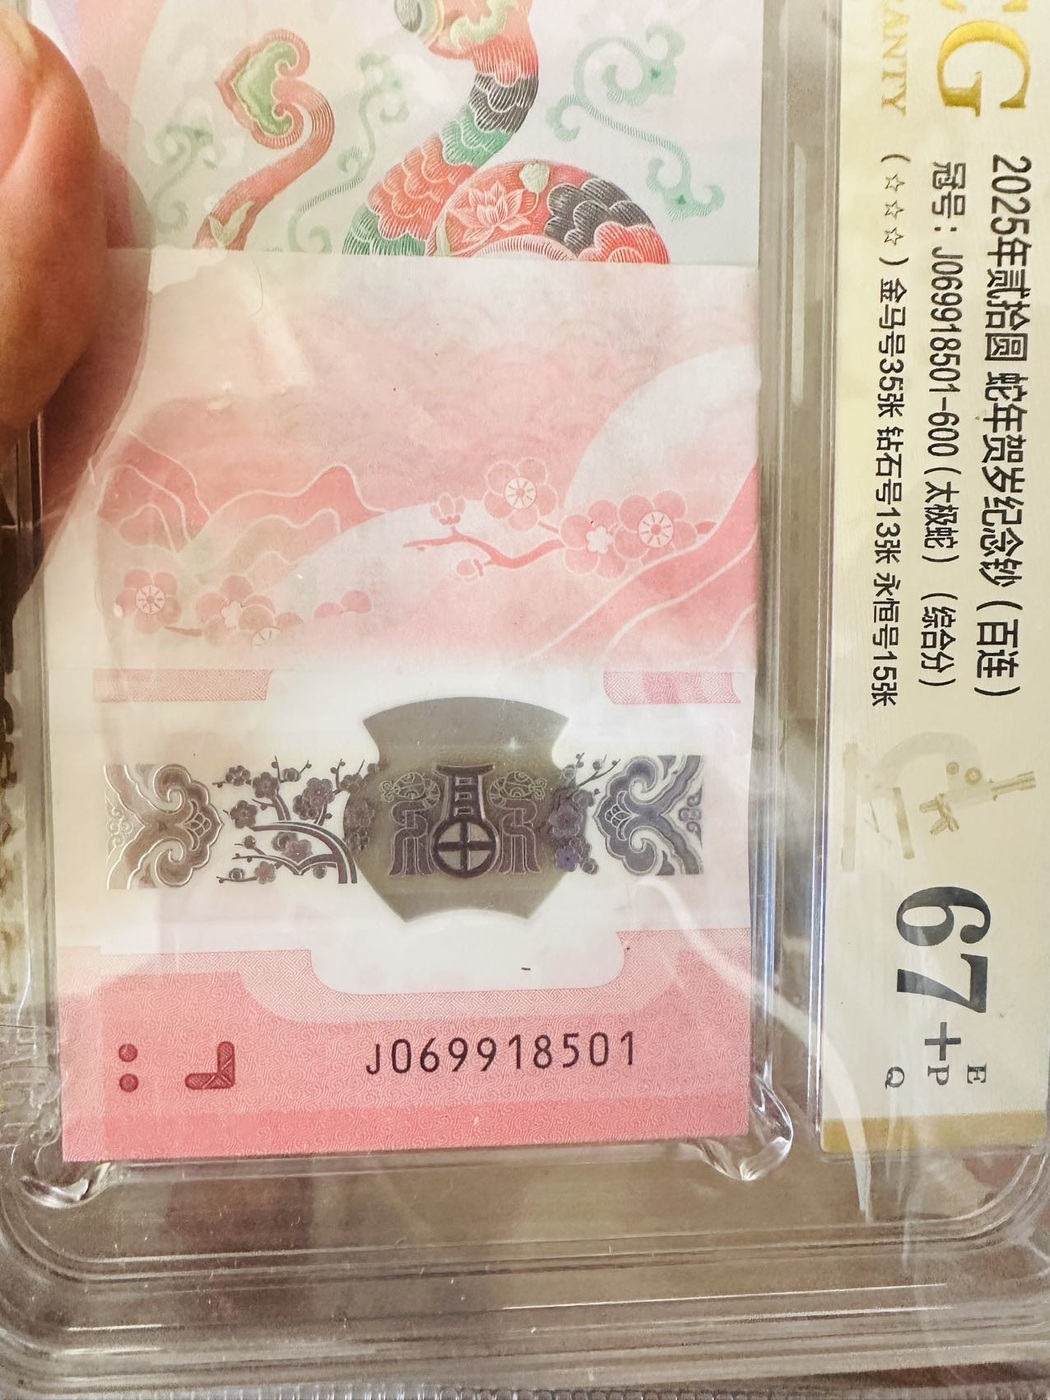 CG
ANTY
2025年贰拾圆 蛇年贺岁纪念钞（百连）
冠号：J069918501-600（太极蛇）（综合分）
（☆☆☆）金马号35张 钻石号13张 永恒号15张
67+
E
P
Q
J069918501